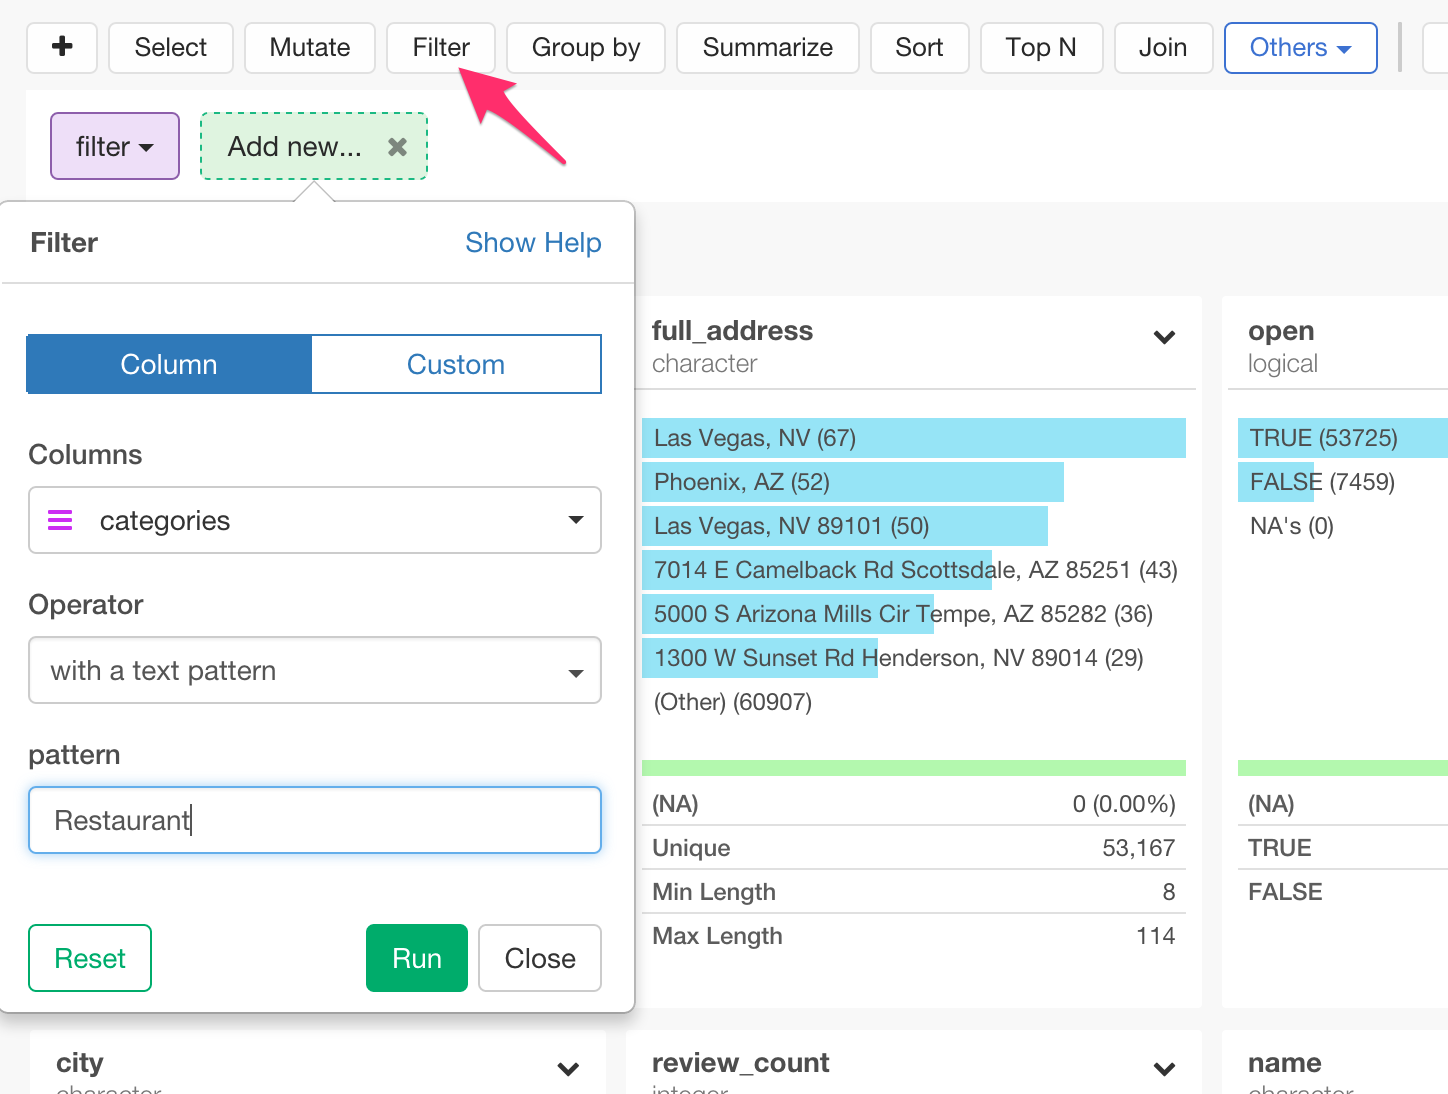 Select Mutate Filter Group by Summarize Sort Top N Join Others
filter Add new...
Filter Show Help
Column Custom
Columns
categories
Operator
with a text pattern
pattern
Restaurant
Reset Run Close
full_address
character
Las Vegas, NV (67)
Phoenix, AZ (52)
Las Vegas, NV 89101 (50)
7014 E Camelback Rd Scottsdale, AZ 85251 (43)
5000 S Arizona Mills Cir Tempe, AZ 85282 (36)
1300 W Sunset Rd Henderson, NV 89014 (29)
(Other) (60907)
(NA) 0 (0.00%)
Unique 53,167
Min Length 8
Max Length 114
open
logical
TRUE (53725)
FALSE (7459)
NA's (0)
(NA)
TRUE
FALSE
city
character
review_count
integer
name
character